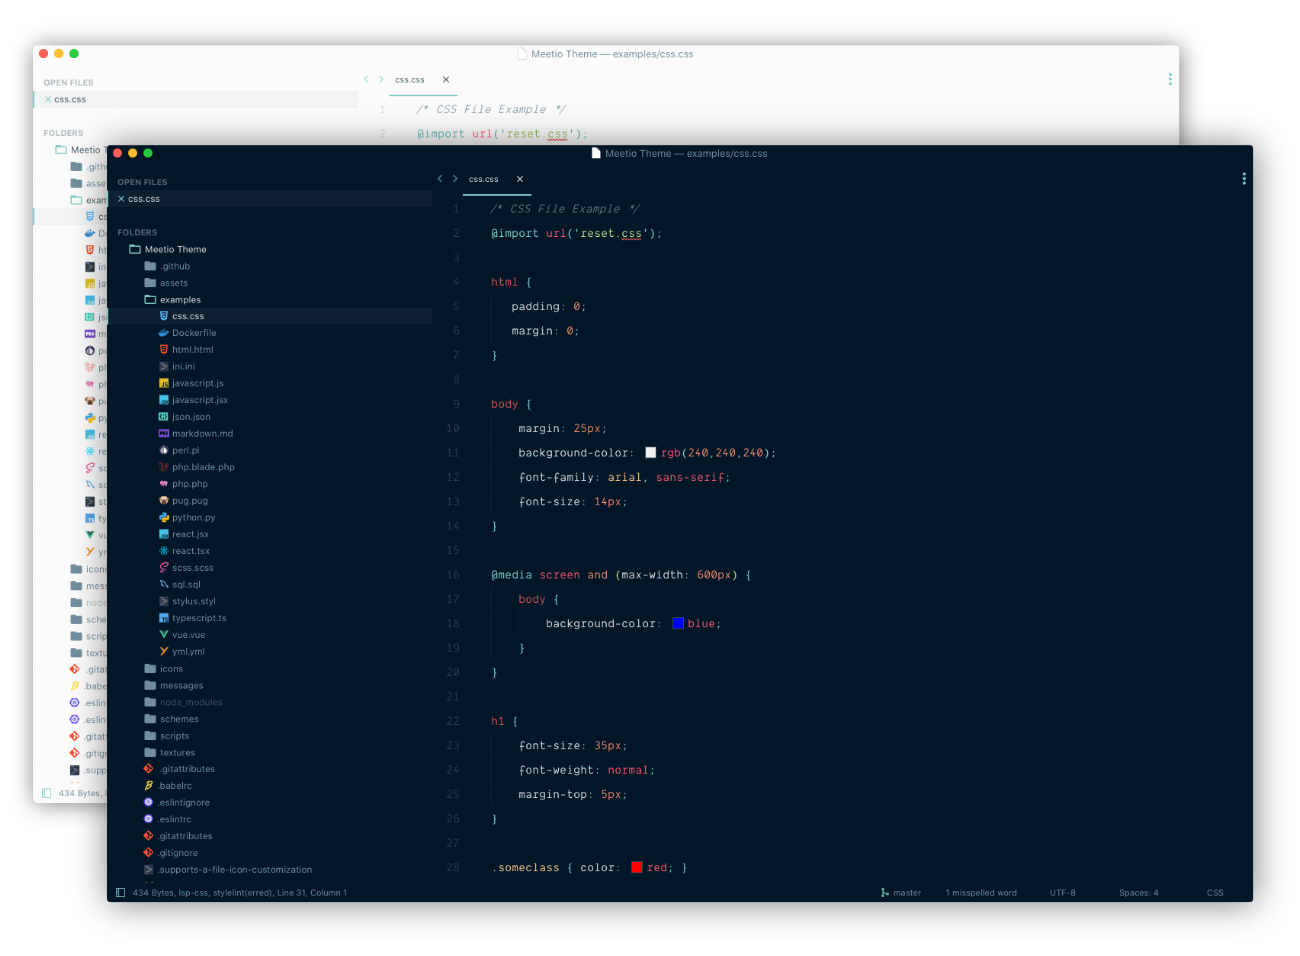 Meetio Theme — examples/css.css
OPEN FILES
css.css
css.css
1 /* CSS File Example */
2 @import url('reset.css');
FOLDERS
Meetio
.gith
asse
exam
cs
D
ht
in
ja
ja
js
m
pe
ph
ph
pu
py
re
re
sc
sc
st
ty
vu
ym
icons
mess
node
sche
scrip
textu
.gitat
.babe
.eslin
.eslin
.gitatt
.gitign
.supp
434 Bytes,
Meetio Theme — examples/css.css
OPEN FILES
css.css
FOLDERS
Meetio Theme
.github
assets
examples
css.css
Dockerfile
html.html
ini.ini
javascript.js
javascript.jsx
json.json
markdown.md
perl.pl
php.blade.php
php.php
pug.pug
python.py
react.jsx
react.tsx
scss.scss
sql.sql
stylus.styl
typescript.ts
vue.vue
yml.yml
icons
messages
node_modules
schemes
scripts
textures
.gitattributes
.babelrc
.eslintignore
.eslintrc
.gitattributes
.gitignore
.supports-a-file-icon-customization
css.css
1 /* CSS File Example */
2 @import url('reset.css');
3
4 html {
5 padding: 0;
6 margin: 0;
7 }
8
9 body {
10 margin: 25px;
11 background-color: rgb(240,240,240);
12 font-family: arial, sans-serif;
13 font-size: 14px;
14 }
15
16 @media screen and (max-width: 600px) {
17 body {
18 background-color: blue;
19 }
20 }
21
22 h1 {
23 font-size: 35px;
24 font-weight: normal;
25 margin-top: 5px;
26 }
27
28 .someclass { color: red; }
434 Bytes, lsp-css, stylelint(erred), Line 31, Column 1
master
1 misspelled word
UTF-8
Spaces: 4
CSS